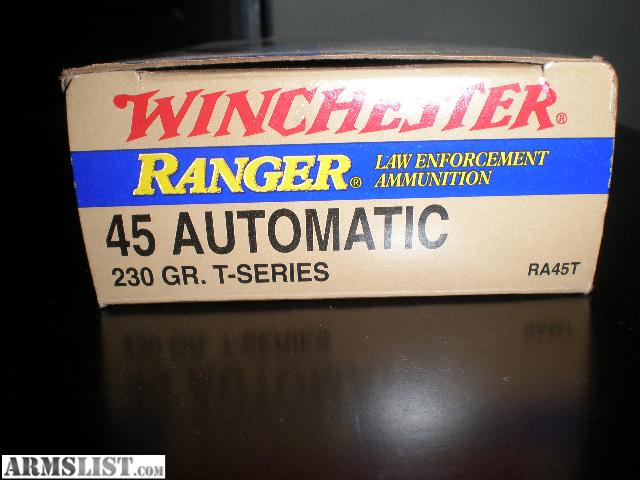 WINCHESTER®
RANGER® LAW ENFORCEMENT
AMMUNITION
45 AUTOMATIC
230 GR. T-SERIES RA45T
ARMSLIST.COM